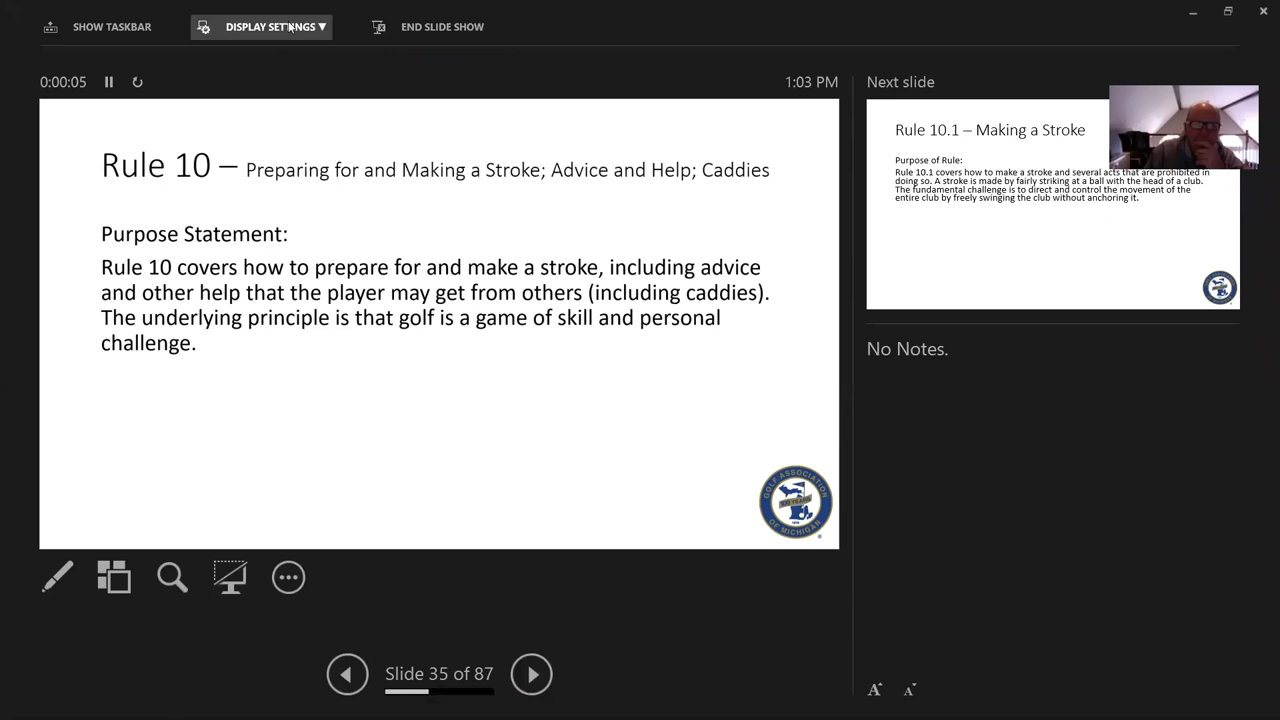 SHOW TASKBAR
DISPLAY SETTINGS ▼
END SLIDE SHOW
0:00:05
1:03 PM
Rule 10 – Preparing for and Making a Stroke; Advice and Help; Caddies
Purpose Statement:
Rule 10 covers how to prepare for and make a stroke, including advice
and other help that the player may get from others (including caddies).
The underlying principle is that golf is a game of skill and personal
challenge.
GOLF ASSOCIATION
100 YEARS
OF MICHIGAN
Slide 35 of 87
Next slide
Rule 10.1 – Making a Stroke
Purpose of Rule:
Rule 10.1 covers how to make a stroke and several acts that are prohibited in
doing so. A stroke is made by fairly striking at a ball with the head of a club.
The fundamental challenge is to direct and control the movement of the
entire club by freely swinging the club without anchoring it.
No Notes.
A A